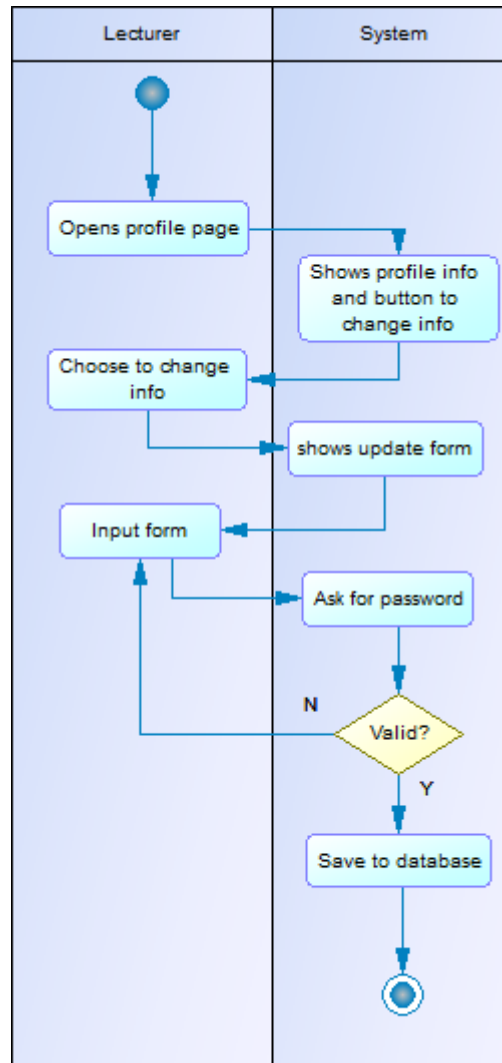 Lecturer
System
Opens profile page
Shows profile info
and button to
change info
Choose to change
info
shows update form
Input form
Ask for password
N
Valid?
Y
Save to database